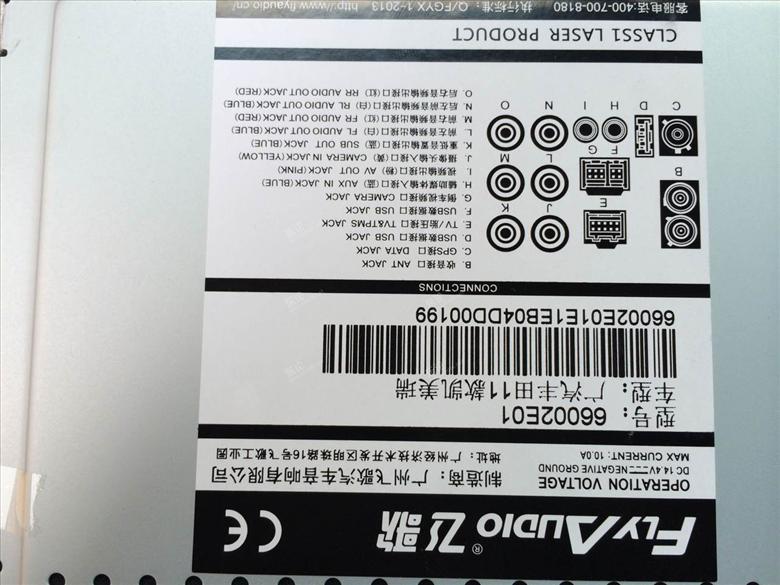 FLYAUDIO® 飞歌 CE
OPERATION VOLTAGE
DC 14.4V NEGATIVE GROUND
MAX CURRENT: 10.0A
制造商：广州飞歌汽车音响有限公司
地址：广州经济技术开发区明珠路16号飞歌工业园
型号：66002E01
车型：广汽丰田11款凯美瑞
66002E01E1EB04DD00199
CONNECTIONS
B
C
D
E
F
G
H
I
J
K
L
M
N
O
B. 收音接口 ANT JACK
C. GPS接口 DATA JACK
D. USB数据接口 USB JACK
E. TV/胎压接口 TV&TPMS JACK
F. USB数据接口 USB JACK
G. 倒车视频接口 CAMERA JACK
H. 辅助媒体输入接口(蓝) AUX IN JACK(BLUE)
I. 视频输出接口(粉) AV OUT JACK(PINK)
J. 摄像头输入接口(黄) CAMERA IN JACK(YELLOW)
K. 重低音音频输出接口(蓝) SUB OUT JACK(BLUE)
L. 前左音频输出接口(白) FL AUDIO OUT JACK(BLUE)
M. 前右音频输出接口(红) FR AUDIO OUT JACK(RED)
N. 后左音频输出接口(白) RL AUDIO OUT JACK(BLUE)
O. 后右音频输出接口(红) RR AUDIO OUT JACK(RED)
CLASS1 LASER PRODUCT
客服电话:400-700-8180 执行标准：Q/FGYX 1-2013 http://www.flyaudio.cn/